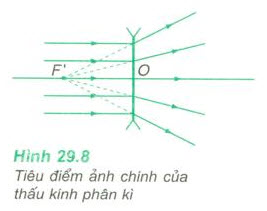 F' O
Hình 29.8
Tiêu điểm ảnh chính của
thấu kính phân kì